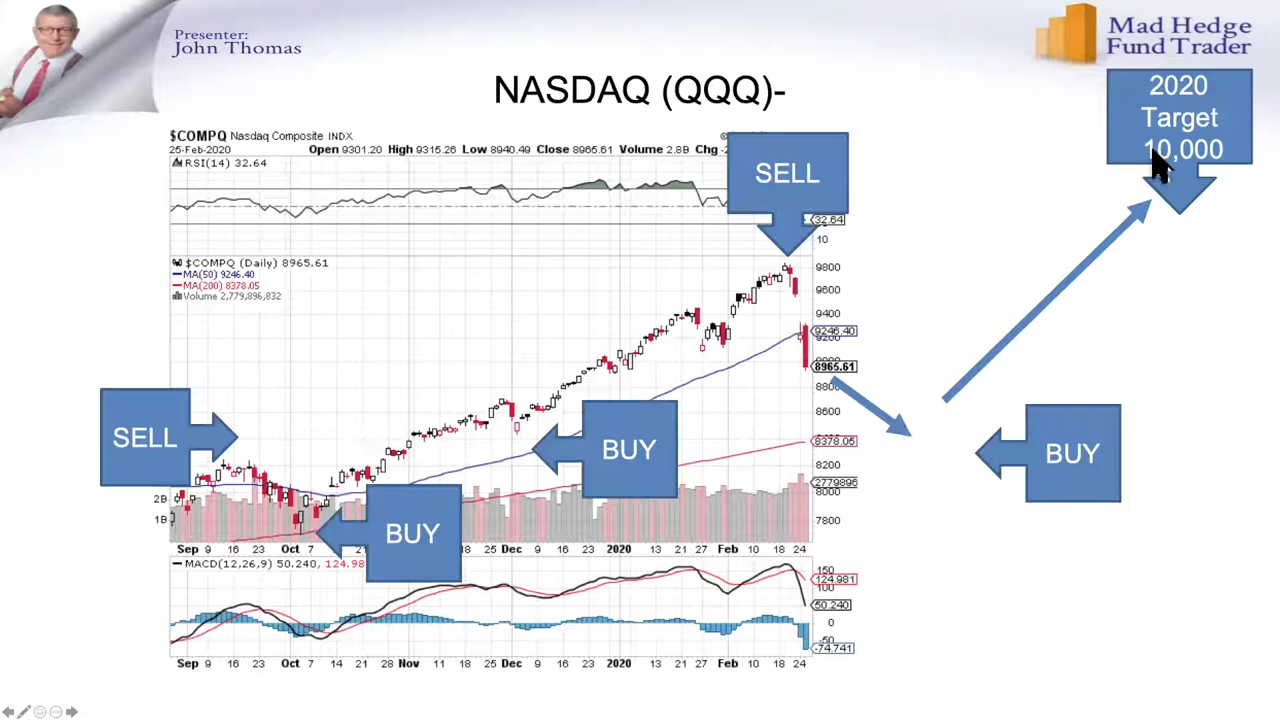 Presenter:
John Thomas
Mad Hedge
Fund Trader
NASDAQ (QQQ)-
2020
Target
10,000
$COMPQ Nasdaq Composite INDX
25-Feb-2020 Open 9301.20 High 9315.26 Low 8940.49 Close 8965.61 Volume 2.8B Chg
RSI(14) 32.64
SELL
32.64
10
$COMPQ (Daily) 8965.61
MA(50) 9246.40
MA(200) 8378.05
Volume 2,779,896,832
9800
9600
9400
9246.40
9200
8965.61
8800
8600
8378.05
8200
2779896
8000
7800
2B
1B
SELL
BUY
BUY
BUY
Sep 9 16 23 Oct 7 21 18 25 Dec 9 16 23 2020 13 21 27 Feb 10 18 24
MACD(12,26,9) 50.240, 124.98
150
124.981
100
50.240
0
-50
-74.741
Sep 9 16 23 Oct 7 14 21 28 Nov 11 18 25 Dec 9 16 23 2020 13 21 27 Feb 10 18 24